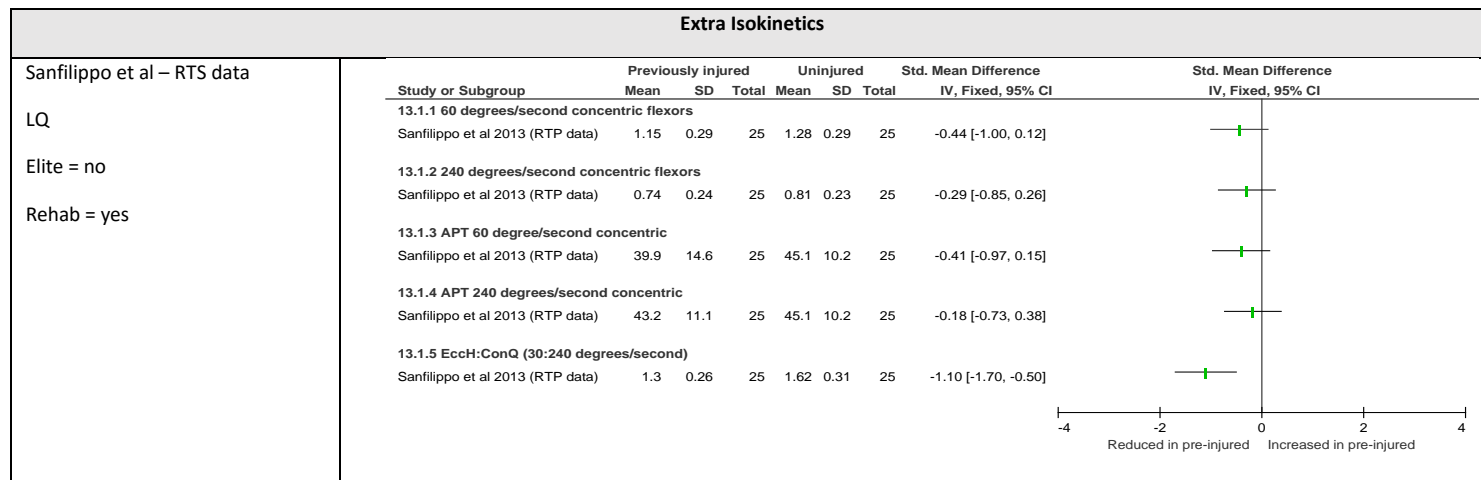 Extra Isokinetics
Sanfilippo et al – RTS data
LQ
Elite = no
Rehab = yes
Previously injured Uninjured Std. Mean Difference Std. Mean Difference
Study or Subgroup Mean SD Total Mean SD Total IV, Fixed, 95% CI IV, Fixed, 95% CI
13.1.1 60 degrees/second concentric flexors
Sanfilippo et al 2013 (RTP data) 1.15 0.29 25 1.28 0.29 25 -0.44 [-1.00, 0.12]
13.1.2 240 degrees/second concentric flexors
Sanfilippo et al 2013 (RTP data) 0.74 0.24 25 0.81 0.23 25 -0.29 [-0.85, 0.26]
13.1.3 APT 60 degree/second concentric
Sanfilippo et al 2013 (RTP data) 39.9 14.6 25 45.1 10.2 25 -0.41 [-0.97, 0.15]
13.1.4 APT 240 degrees/second concentric
Sanfilippo et al 2013 (RTP data) 43.2 11.1 25 45.1 10.2 25 -0.18 [-0.73, 0.38]
13.1.5 EccH:ConQ (30:240 degrees/second)
Sanfilippo et al 2013 (RTP data) 1.3 0.26 25 1.62 0.31 25 -1.10 [-1.70, -0.50]
-4 -2 0 2 4
Reduced in pre-injured Increased in pre-injured